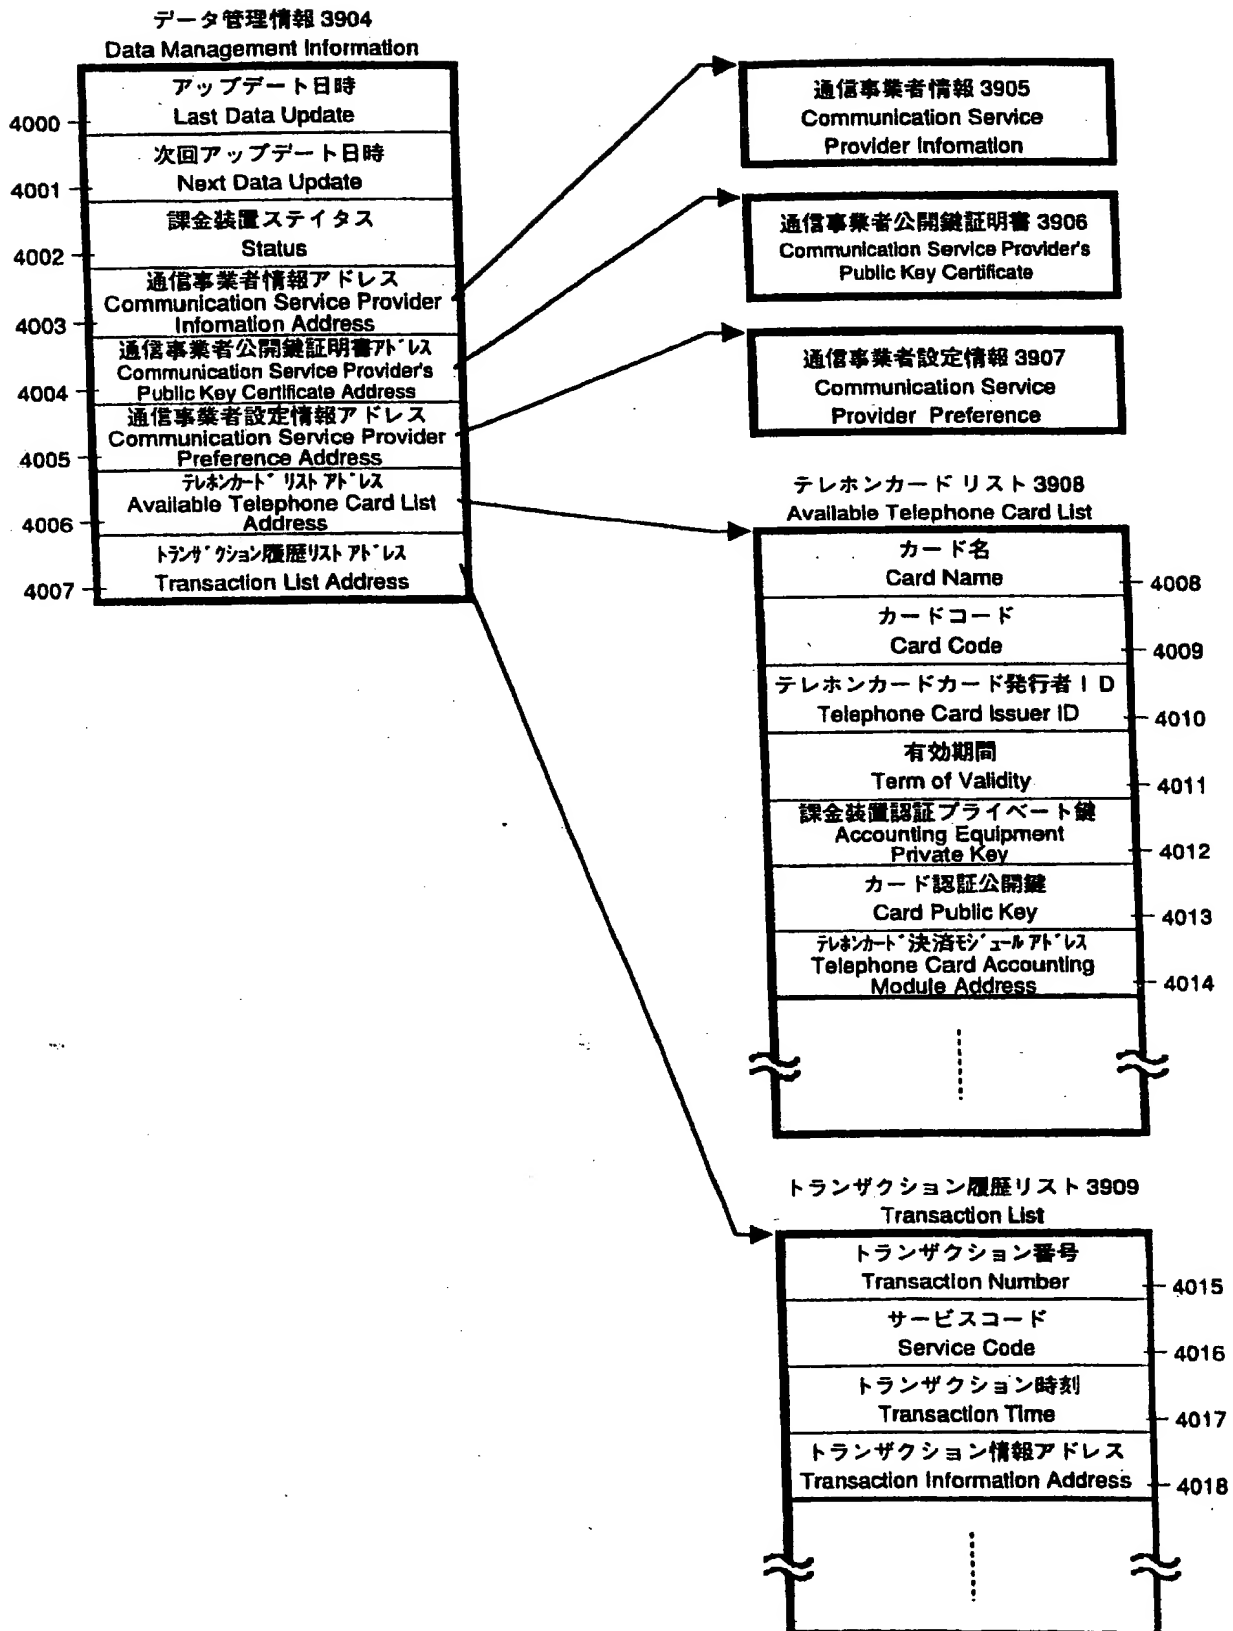 データ管理情報 3904
Data Management Information
アップデート日時
Last Data Update
4000
次回アップデート日時
Next Data Update
4001
課金装置ステイタス
Status
4002
通信事業者情報アドレス
Communication Service Provider
Infomation Address
4003
通信事業者公開鍵証明書アドレス
Communication Service Provider's
Public Key Certificate Address
4004
通信事業者設定情報アドレス
Communication Service Provider
Preference Address
4005
テレホンカード リスト アドレス
Available Telephone Card List
Address
4006
トランザクション履歴リスト アドレス
Transaction List Address
4007
通信事業者情報 3905
Communication Service
Provider Infomation
通信事業者公開鍵証明書 3906
Communication Service Provider's
Public Key Certificate
通信事業者設定情報 3907
Communication Service
Provider Preference
テレホンカード リスト 3908
Available Telephone Card List
カード名
Card Name
4008
カードコード
Card Code
4009
テレホンカードカード発行者ID
Telephone Card Issuer ID
4010
有効期間
Term of Validity
4011
課金装置認証プライベート鍵
Accounting Equipment
Private Key
4012
カード認証公開鍵
Card Public Key
4013
テレホンカード決済モジュール アドレス
Telephone Card Accounting
Module Address
4014
トランザクション履歴リスト 3909
Transaction List
トランザクション番号
Transaction Number
4015
サービスコード
Service Code
4016
トランザクション時刻
Transaction Time
4017
トランザクション情報アドレス
Transaction Information Address
4018